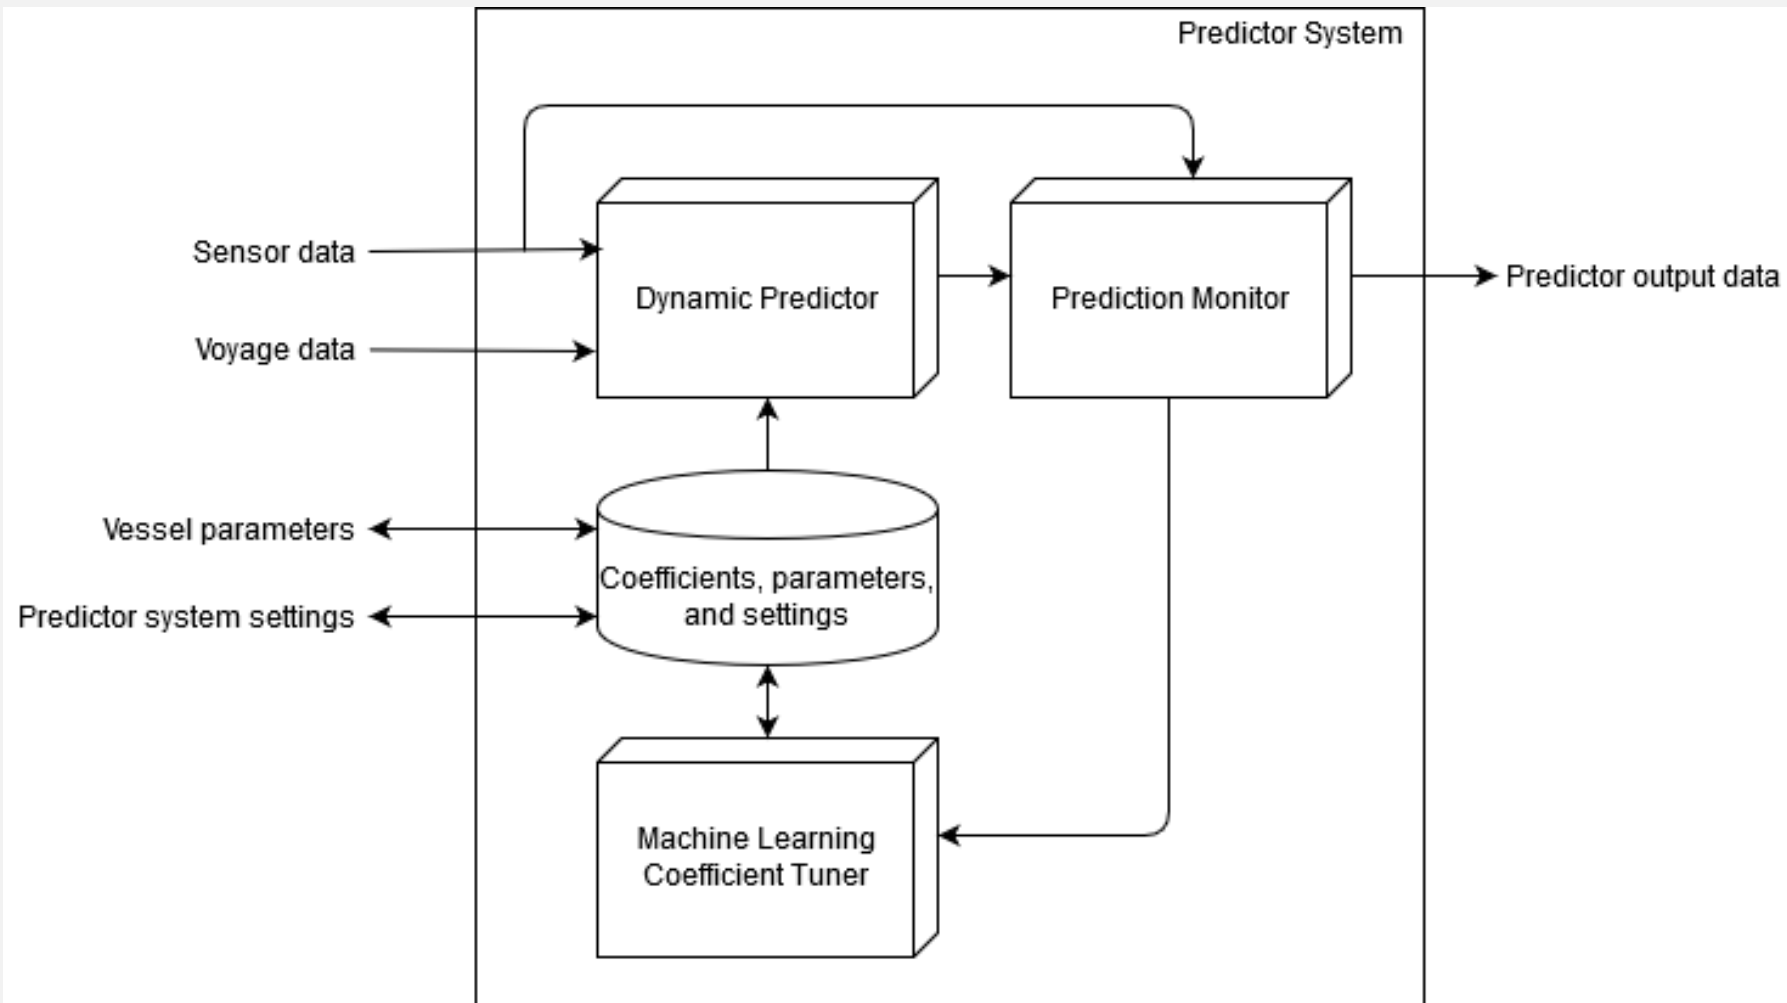 Predictor System
Sensor data
Dynamic Predictor
Prediction Monitor
Predictor output data
Voyage data
Vessel parameters
Coefficients, parameters,
and settings
Predictor system settings
Machine Learning
Coefficient Tuner